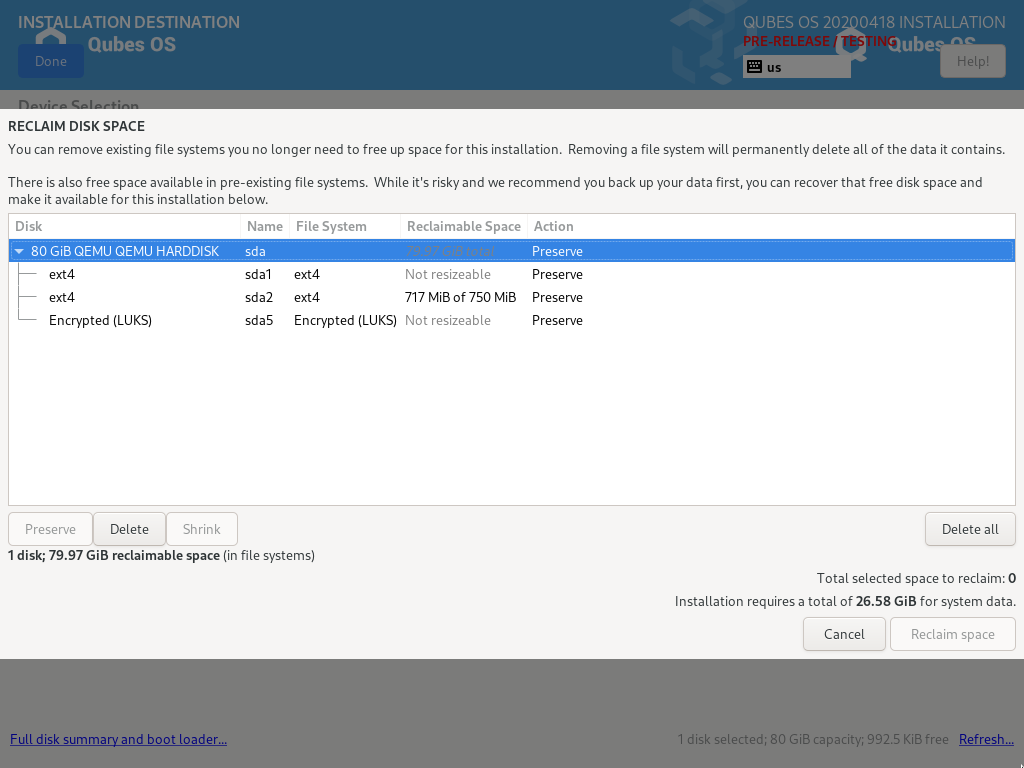 INSTALLATION DESTINATION
QUBES OS 20200418 INSTALLATION
PRE-RELEASE / TESTING
Qubes OS
Qubes OS
Done
us
Help!
Device Selection
RECLAIM DISK SPACE
You can remove existing file systems you no longer need to free up space for this installation.  Removing a file system will permanently delete all of the data it contains.
There is also free space available in pre-existing file systems.  While it's risky and we recommend you back up your data first, you can recover that free disk space and
make it available for this installation below.
Disk Name File System Reclaimable Space Action
80 GiB QEMU QEMU HARDDISK sda 79.97 GiB total Preserve
ext4 sda1 ext4 Not resizeable Preserve
ext4 sda2 ext4 717 MiB of 750 MiB Preserve
Encrypted (LUKS) sda5 Encrypted (LUKS) Not resizeable Preserve
Preserve Delete Shrink Delete all
1 disk; 79.97 GiB reclaimable space (in file systems)
Total selected space to reclaim: 0
Installation requires a total of 26.58 GiB for system data.
Cancel Reclaim space
Full disk summary and boot loader... 1 disk selected; 80 GiB capacity; 992.5 KiB free Refresh...